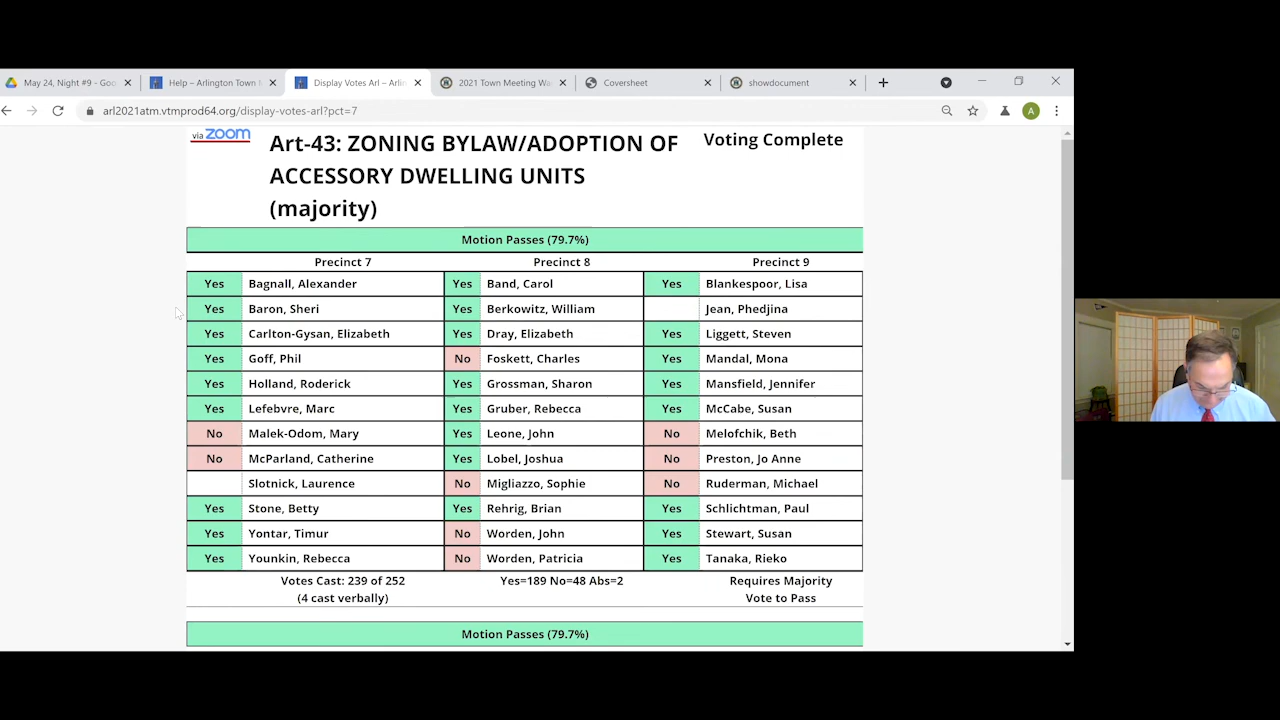 May 24, Night #9 - Goo
Help – Arlington Town
Display Votes Arl – Arlin
2021 Town Meeting Wa
Coversheet
showdocument
arl2021atm.vtmprod64.org/display-votes-arl?pct=7
A
via zoom
Art-43: ZONING BYLAW/ADOPTION OF
ACCESSORY DWELLING UNITS
(majority)
Voting Complete
Motion Passes (79.7%)
Precinct 7 Precinct 8 Precinct 9
Yes Bagnall, Alexander Yes Band, Carol Yes Blankespoor, Lisa
Yes Baron, Sheri Yes Berkowitz, William Jean, Phedjina
Yes Carlton-Gysan, Elizabeth Yes Dray, Elizabeth Yes Liggett, Steven
Yes Goff, Phil No Foskett, Charles Yes Mandal, Mona
Yes Holland, Roderick Yes Grossman, Sharon Yes Mansfield, Jennifer
Yes Lefebvre, Marc Yes Gruber, Rebecca Yes McCabe, Susan
No Malek-Odom, Mary Yes Leone, John No Melofchik, Beth
No McParland, Catherine Yes Lobel, Joshua No Preston, Jo Anne
Slotnick, Laurence No Migliazzo, Sophie No Ruderman, Michael
Yes Stone, Betty Yes Rehrig, Brian Yes Schlichtman, Paul
Yes Yontar, Timur No Worden, John Yes Stewart, Susan
Yes Younkin, Rebecca No Worden, Patricia Yes Tanaka, Rieko
Votes Cast: 239 of 252 Yes=189 No=48 Abs=2 Requires Majority
(4 cast verbally) Vote to Pass
Motion Passes (79.7%)